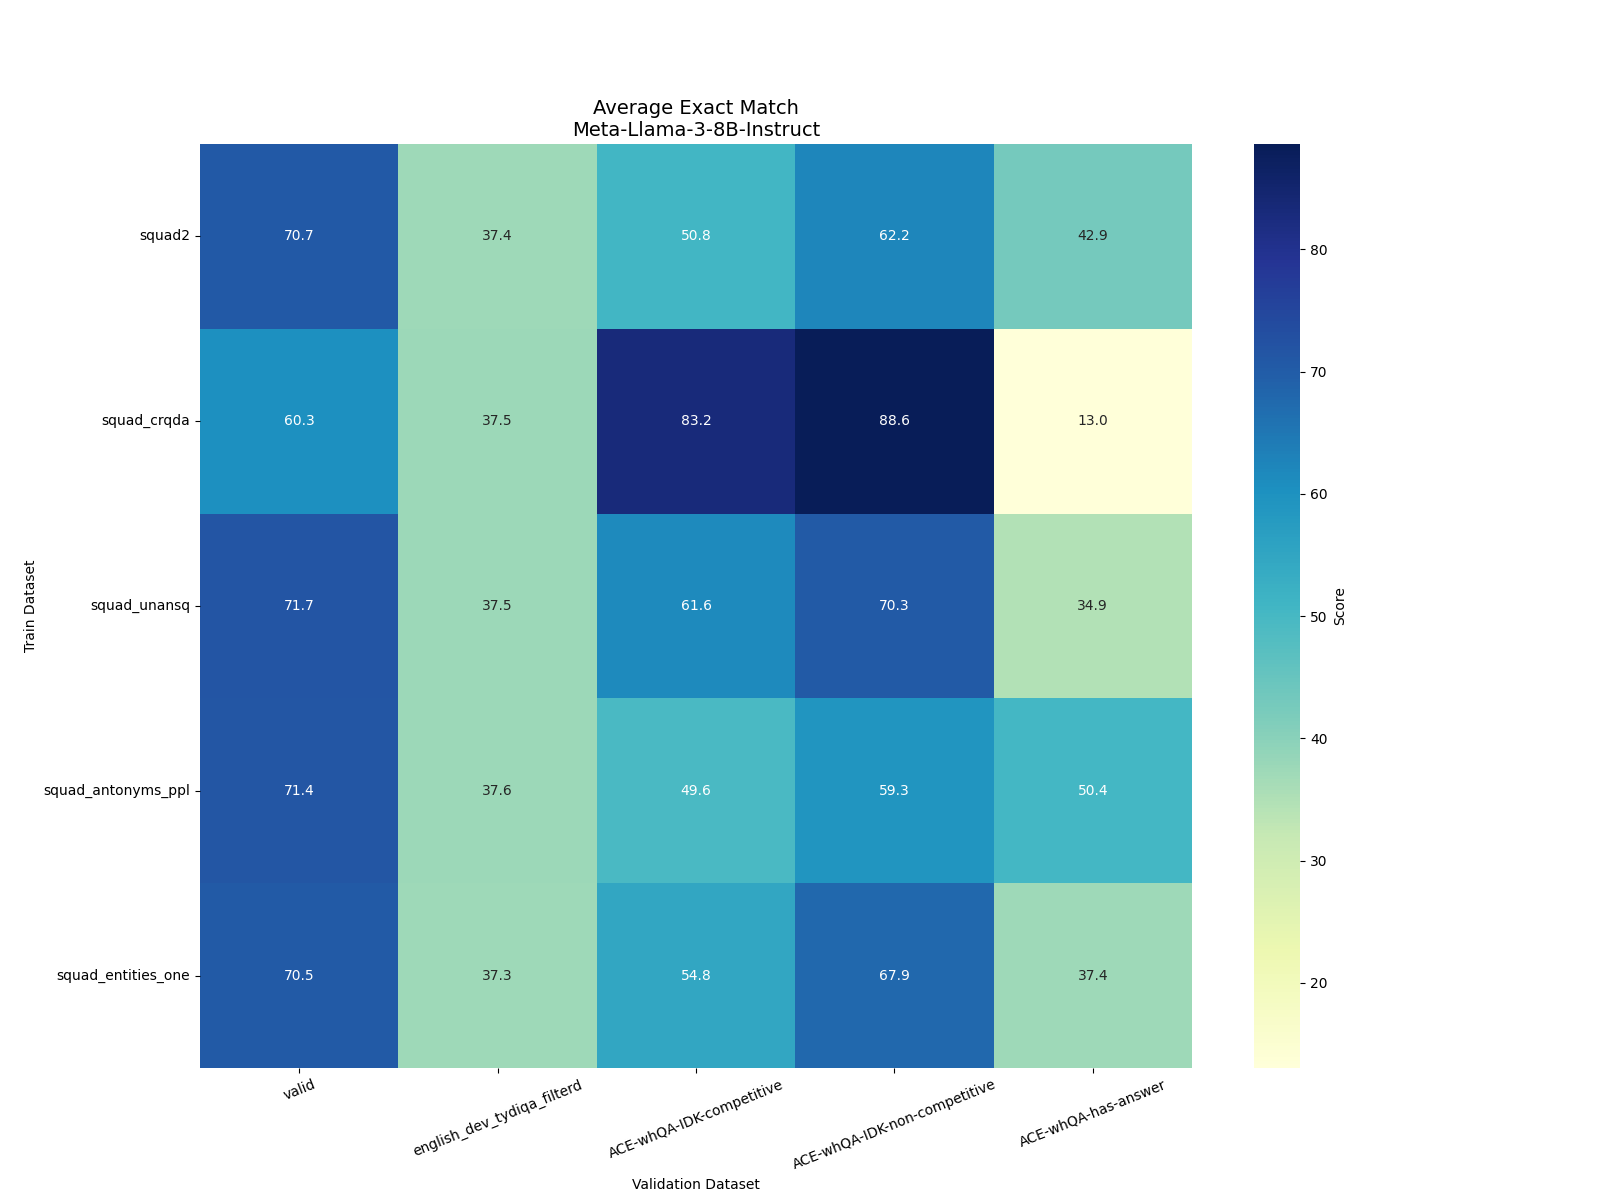 Average Exact Match
Meta-Llama-3-8B-Instruct
squad2 70.7 37.4 50.8 62.2 42.9
squad_crqda 60.3 37.5 83.2 88.6 13.0
squad_unansq 71.7 37.5 61.6 70.3 34.9
squad_antonyms_ppl 71.4 37.6 49.6 59.3 50.4
squad_entities_one 70.5 37.3 54.8 67.9 37.4
valid english_dev_tydiqa_filterd ACE-whQA-IDK-competitive ACE-whQA-IDK-non-competitive ACE-whQA-has-answer
Validation Dataset
Train Dataset
80
70
60
50
40
30
20
Score